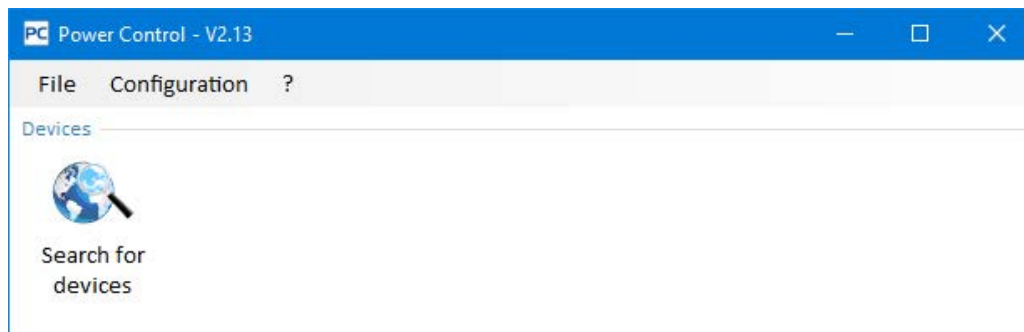 PC Power Control - V2.13
File Configuration ?
Devices
Search for
devices